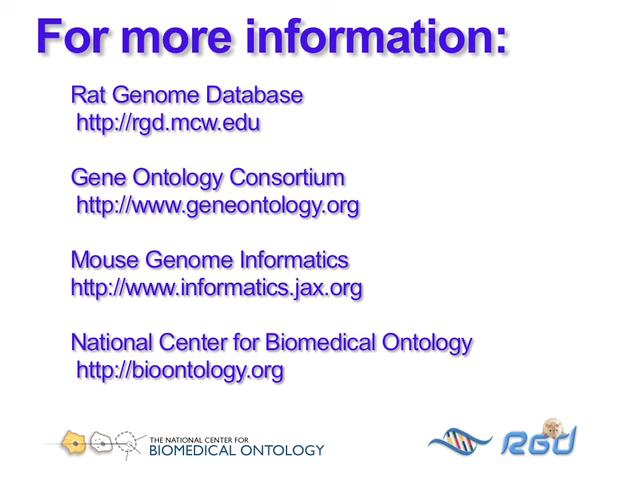 For more information:
Rat Genome Database
http://rgd.mcw.edu
Gene Ontology Consortium
http://www.geneontology.org
Mouse Genome Informatics
http://www.informatics.jax.org
National Center for Biomedical Ontology
http://bioontology.org
THE NATIONAL CENTER FOR
BIOMEDICAL ONTOLOGY
RGD